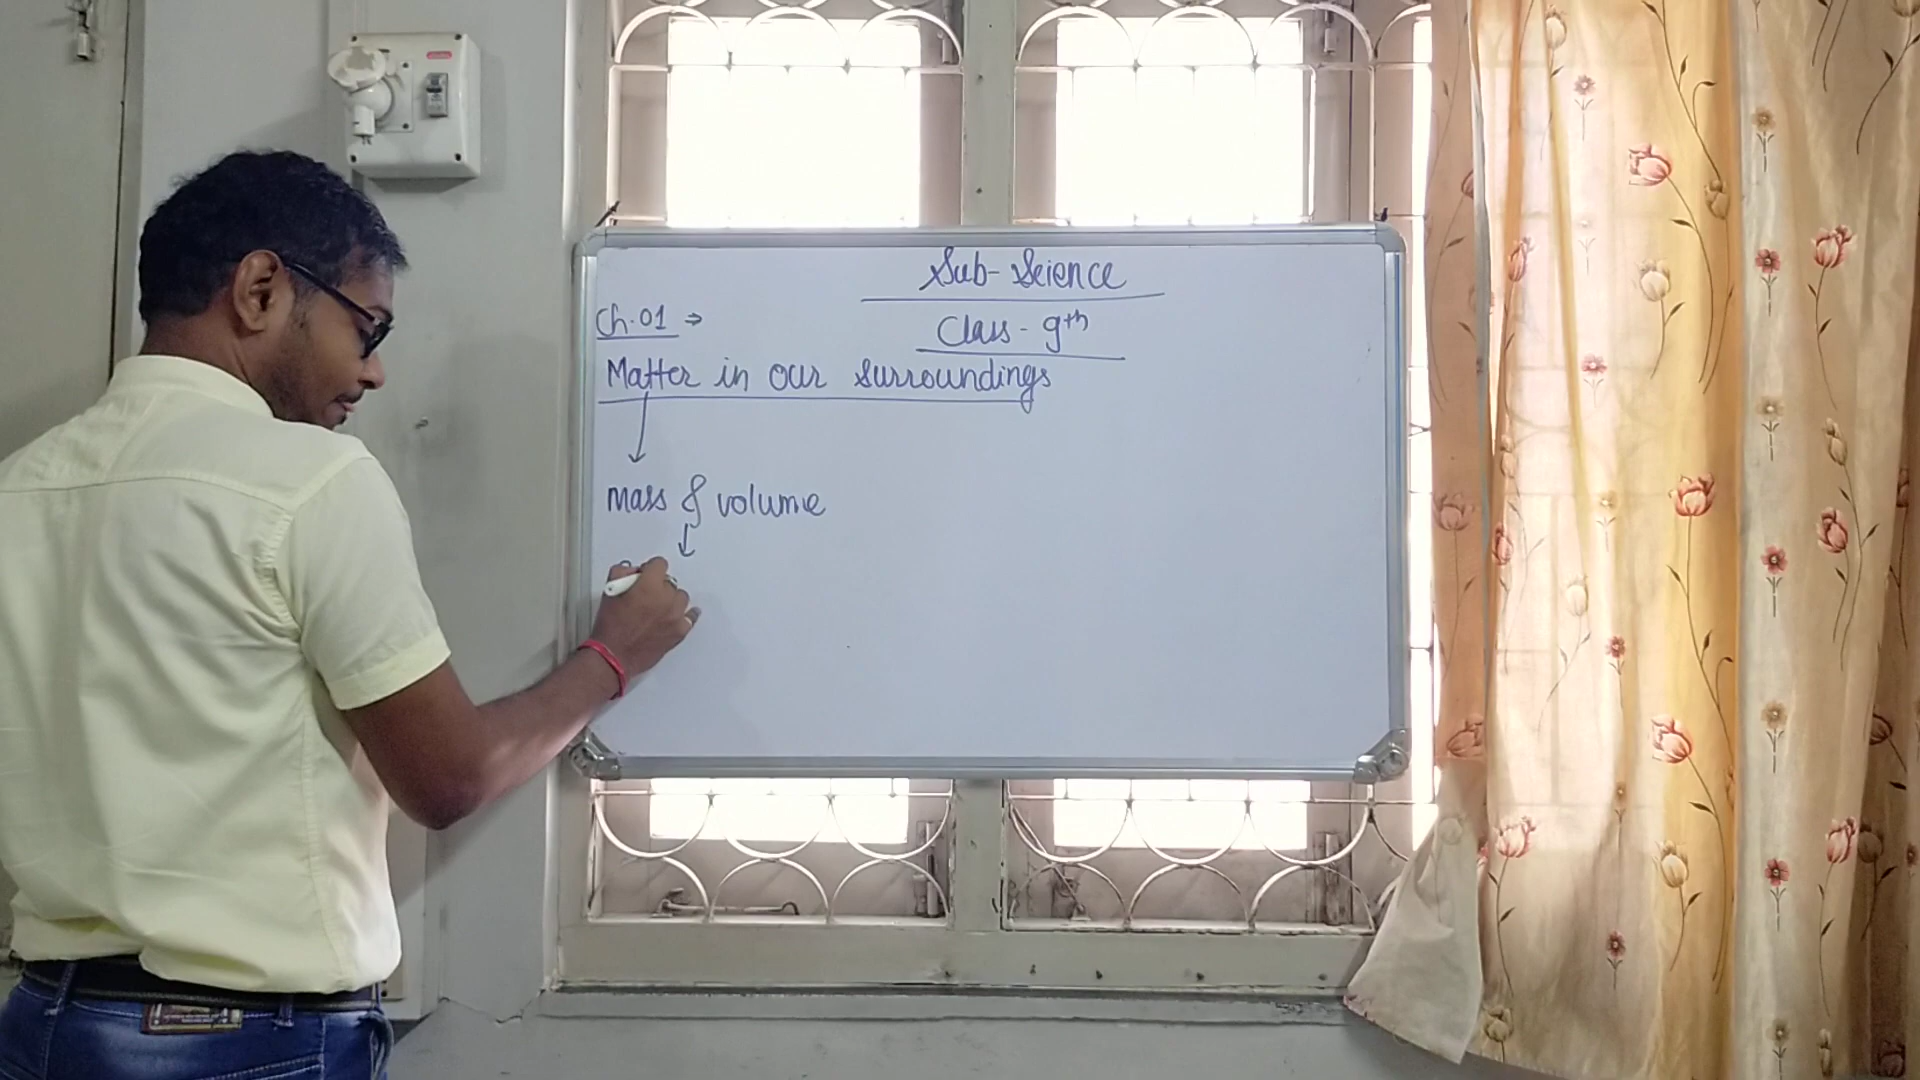 Sub-Science
Ch.01 ⇒
Class - 9th
Matter in our Surroundings
↓
Mass & volume
↓